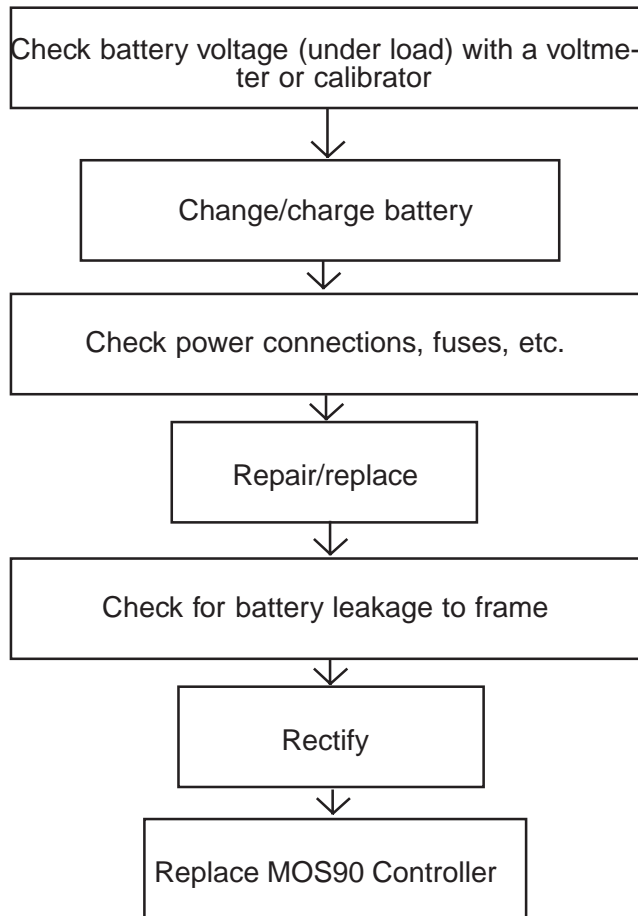 Check battery voltage (under load) with a voltme-
ter or calibrator
Change/charge battery
Check power connections, fuses, etc.
Repair/replace
Check for battery leakage to frame
Rectify
Replace MOS90 Controller